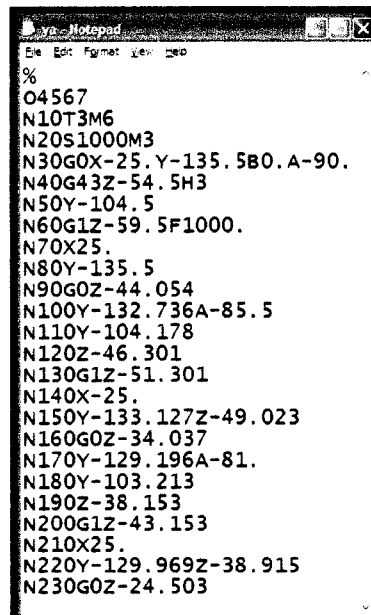 ya - Notepad
File Edit Format View Help
%
O4567
N10T3M6
N20S1000M3
N30G0X-25.Y-135.5B0.A-90.
N40G43Z-54.5H3
N50Y-104.5
N60G1Z-59.5F1000.
N70X25.
N80Y-135.5
N90G0Z-44.054
N100Y-132.736A-85.5
N110Y-104.178
N120Z-46.301
N130G1Z-51.301
N140X-25.
N150Y-133.127Z-49.023
N160G0Z-34.037
N170Y-129.196A-81.
N180Y-103.213
N190Z-38.153
N200G1Z-43.153
N210X25.
N220Y-129.969Z-38.915
N230G0Z-24.503